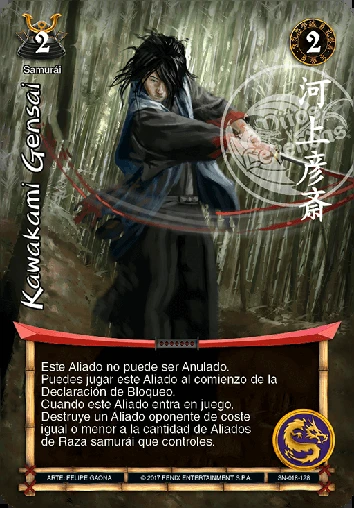 2
Samurái
2
Kawakami Gensai
河上彦斎
Este Aliado no puede ser Anulado.
Puedes jugar este Aliado al comienzo de la
Declaración de Bloqueo.
Cuando este Aliado entra en juego,
Destruye un Aliado oponente de coste
igual o menor a la cantidad de Aliados
de Raza samurái que controles.
ARTE: FELIPE GAONA
© 2017 FENIX ENTERTAINMENT S.P.A.